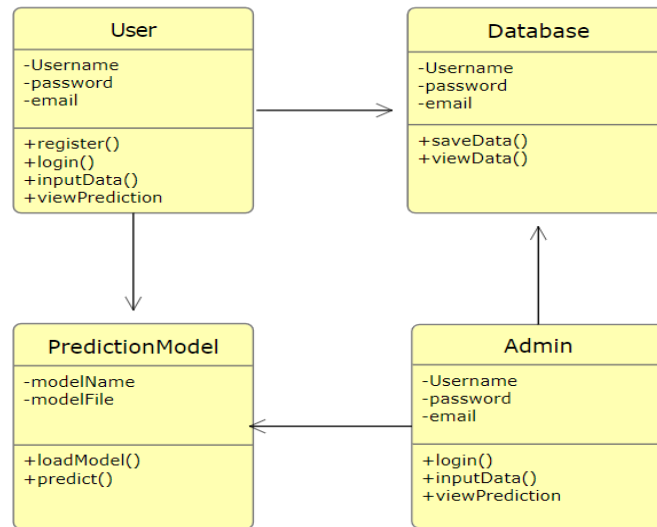 User
-Username
-password
-email
+register()
+login()
+inputData()
+viewPrediction
Database
-Username
-password
-email
+saveData()
+viewData()
PredictionModel
-modelName
-modelFile
+loadModel()
+predict()
Admin
-Username
-password
-email
+login()
+inputData()
+viewPrediction